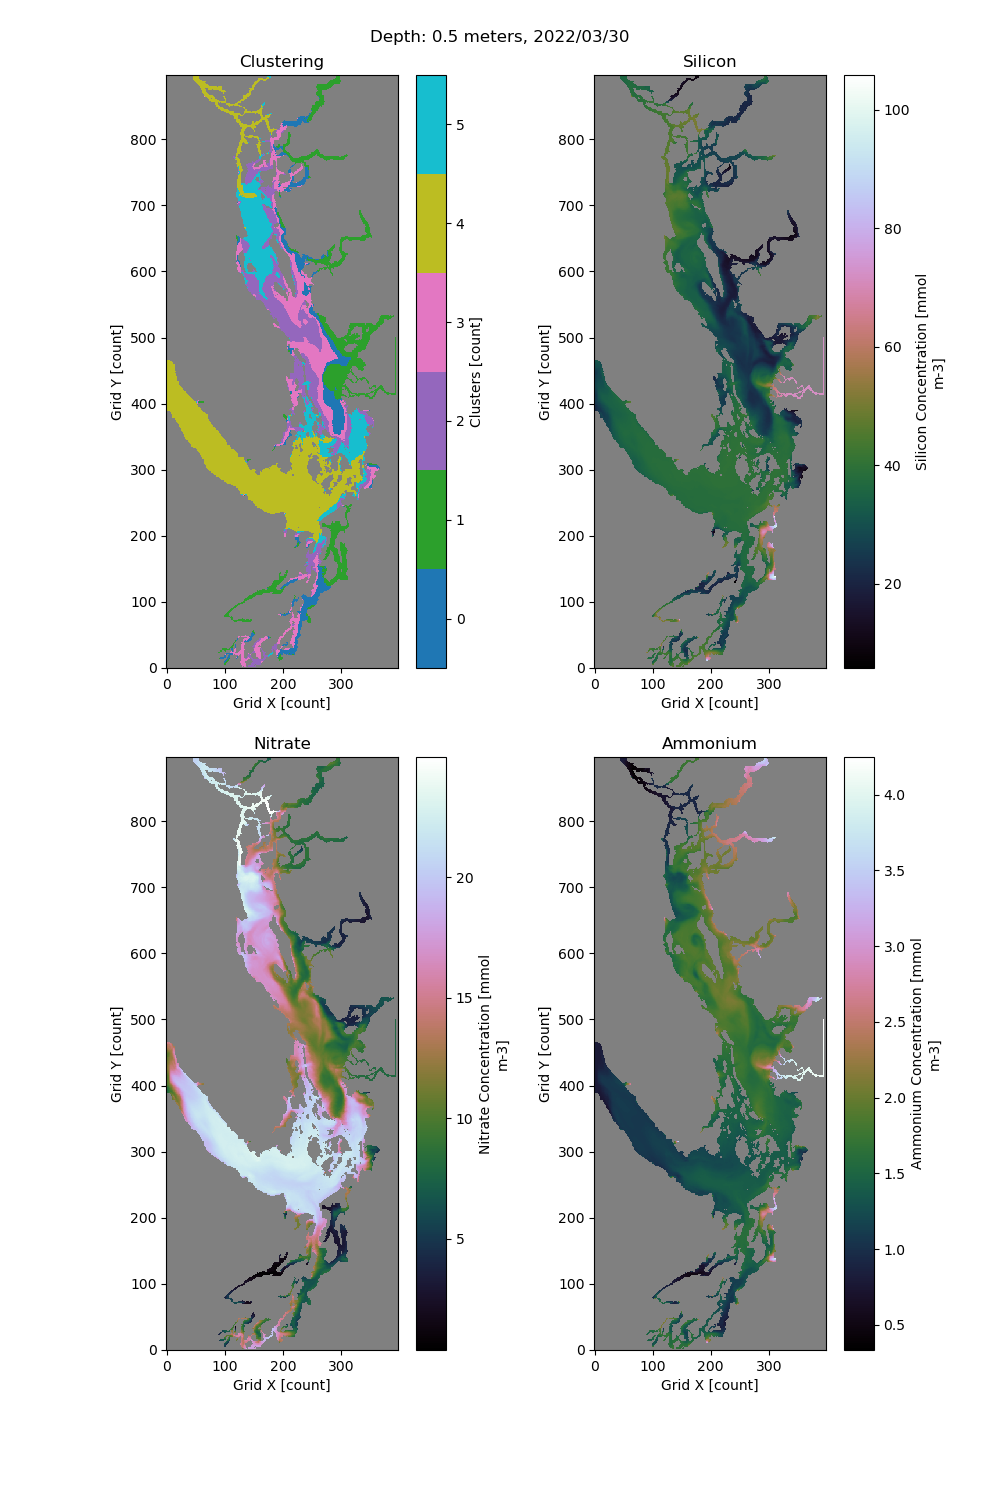 Depth: 0.5 meters, 2022/03/30
Clustering
Grid Y [count]
800
700
600
500
400
300
200
100
0
0 100 200 300
Grid X [count]
5
4
3
2
1
0
Clusters [count]
Silicon
Grid Y [count]
800
700
600
500
400
300
200
100
0
0 100 200 300
Grid X [count]
100
80
60
40
20
Silicon Concentration [mmol
m-3]
Nitrate
Grid Y [count]
800
700
600
500
400
300
200
100
0
0 100 200 300
Grid X [count]
20
15
10
5
Nitrate Concentration [mmol
m-3]
Ammonium
Grid Y [count]
800
700
600
500
400
300
200
100
0
0 100 200 300
Grid X [count]
4.0
3.5
3.0
2.5
2.0
1.5
1.0
0.5
Ammonium Concentration [mmol
m-3]